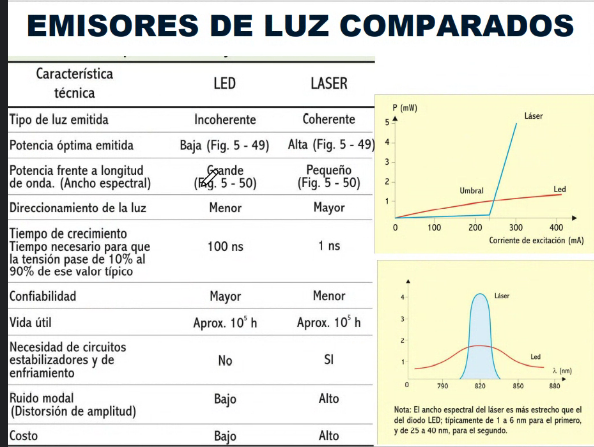 EMISORES DE LUZ COMPARADOS
Característica técnica LED LASER
Tipo de luz emitida Incoherente Coherente
Potencia óptima emitida Baja (Fig. 5 - 49) Alta (Fig. 5 - 49)
Potencia frente a longitud Grande Pequeño
de onda. (Ancho espectral) (Fig. 5 - 50) (Fig. 5 - 50)
Direccionamiento de la luz Menor Mayor
Tiempo de crecimiento
Tiempo necesario para que 100 ns 1 ns
la tensión pase de 10% al
90% de ese valor típico
Confiabilidad Mayor Menor
Vida útil Aprox. 10⁵ h Aprox. 10⁵ h
Necesidad de circuitos
estabilizadores y de No SI
enfriamiento
Ruido modal Bajo Alto
(Distorsión de amplitud)
Costo Bajo Alto
P (mW)
5
4
3
2
1
Láser
Umbral
Led
0 100 200 300 400
Corriente de excitación (mA)
4
3
2
1
Láser
Led
λ (nm)
0 790 820 850 880
Nota: El ancho espectral del láser es más estrecho que el
del diodo LED; típicamente de 1 a 6 nm para el primero,
y de 25 a 40 nm, para el segundo.